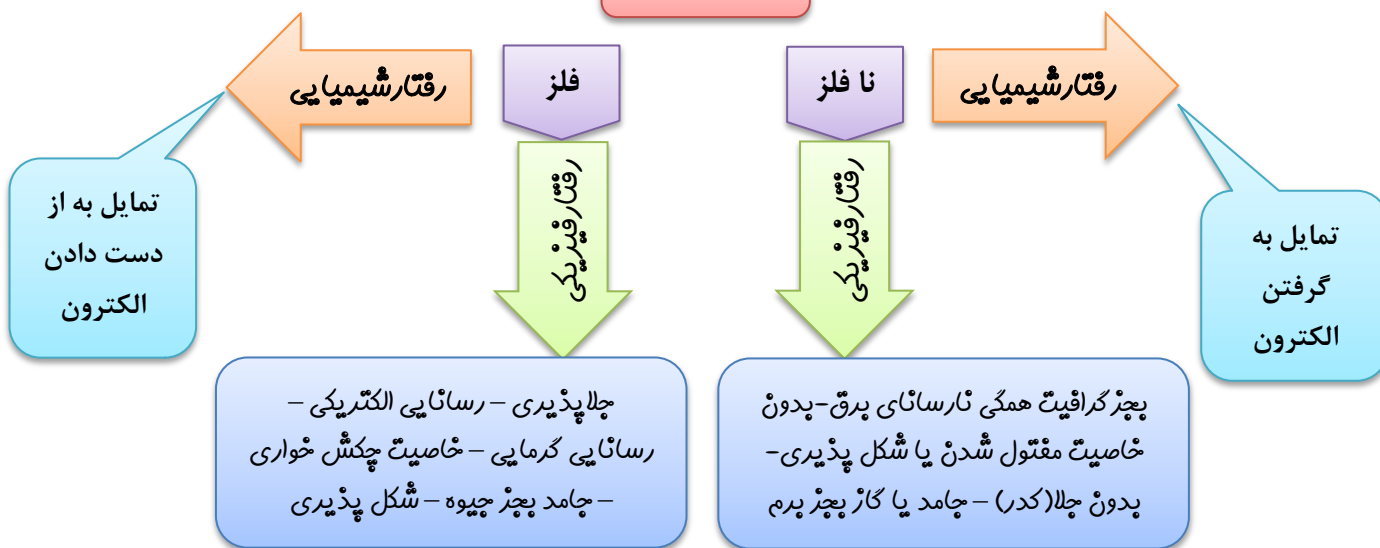 نا فلز
رفتارشیمیایی
تمایل به
گرفتن
الکترون
رفتارفیزیکی
بجز گرافیت همگی نارسانای برق-بدون
خاصیت مفتول شدن یا شکل پذیری-
بدون جلا(کدر) – جامد یا گاز بجز برم
فلز
رفتارشیمیایی
تمایل به از
دست دادن
الکترون
رفتارفیزیکی
جلاپذیری – رسانایی الکتریکی –
رسانایی گرمایی – خاصیت چکش خواری
– جامد بجز جیوه – شکل پذیری